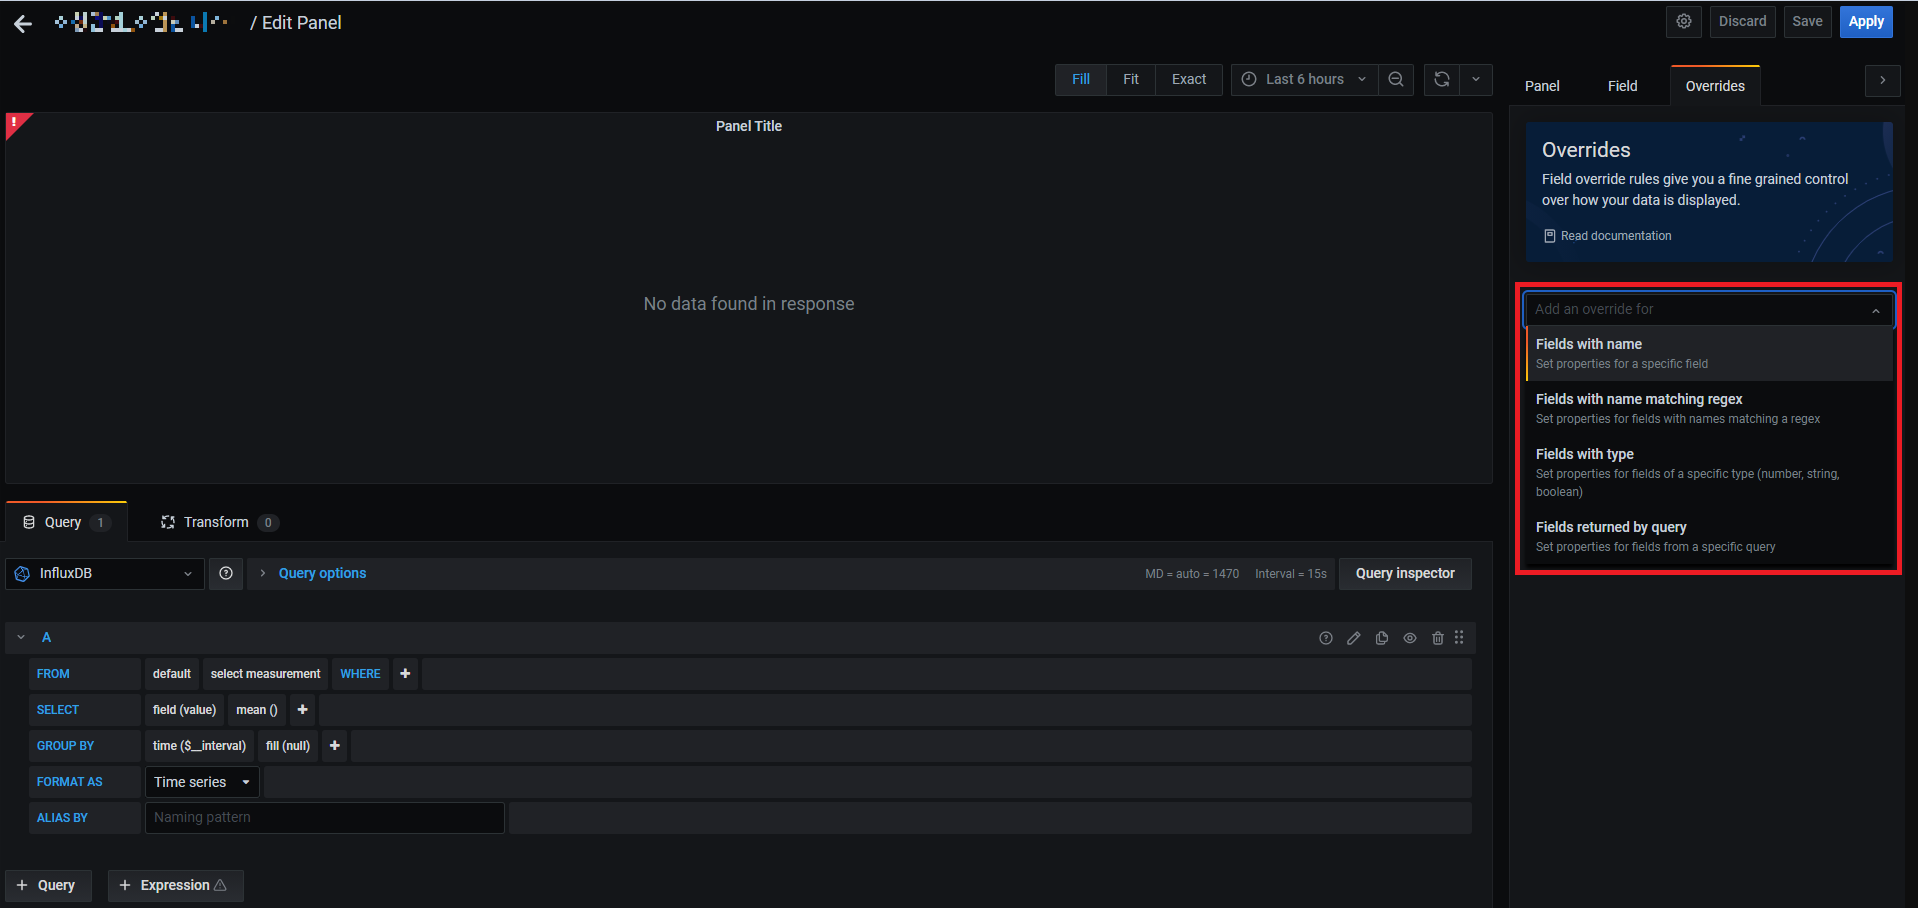 / Edit Panel
Discard
Save
Apply
Fill
Fit
Exact
Last 6 hours
Panel
Field
Overrides
!
Panel Title
No data found in response
Overrides
Field override rules give you a fine grained control
over how your data is displayed.
Read documentation
Add an override for
Fields with name
Set properties for a specific field
Fields with name matching regex
Set properties for fields with names matching a regex
Fields with type
Set properties for fields of a specific type (number, string,
boolean)
Fields returned by query
Set properties for fields from a specific query
Query 1
Transform 0
InfluxDB
Query options
MD = auto = 1470
Interval = 15s
Query inspector
A
FROM default select measurement WHERE +
SELECT field (value) mean () +
GROUP BY time ($__interval) fill (null) +
FORMAT AS Time series
ALIAS BY Naming pattern
+ Query
+ Expression